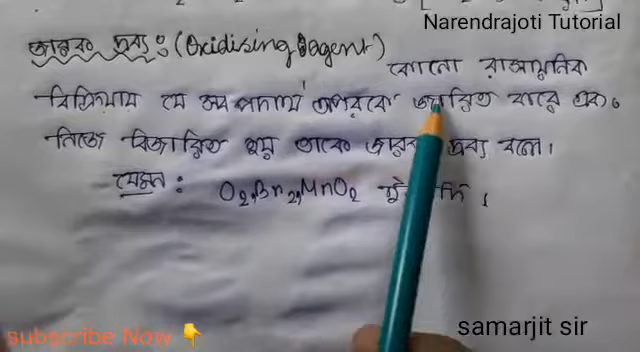 Narendrajoti Tutorial
জারক দ্রব্য : (Oxidising Agent)
কোনো রাসায়নিক
বিক্রিয়ায় যে সব পদার্থ অপরকে জারিত করে এবং
নিজে বিজারিত হয় তাকে জারক দ্রব্য বলে।
যেমন : O2, Br2, MnO2
subscribe Now 👇
samarjit sir